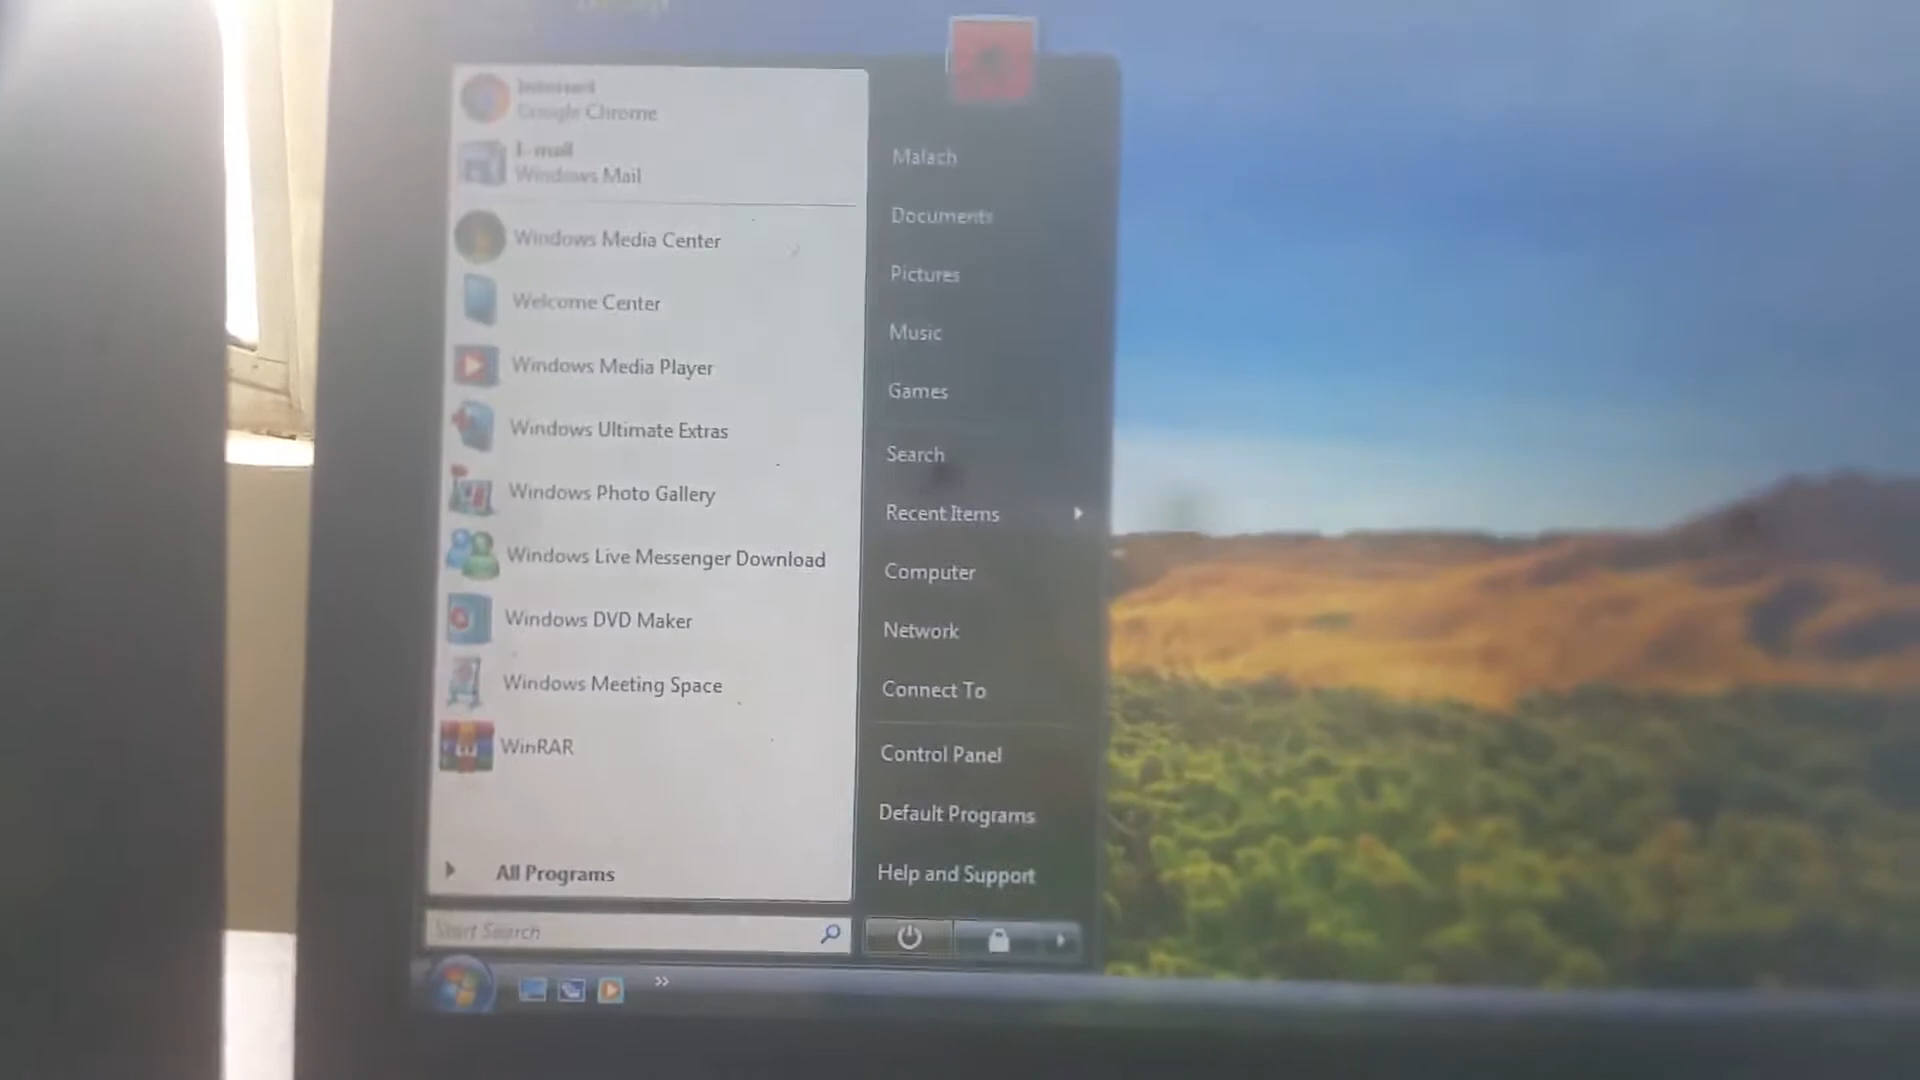 Internet
Google Chrome
E-mail
Windows Mail
Windows Media Center
Welcome Center
Windows Media Player
Windows Ultimate Extras
Windows Photo Gallery
Windows Live Messenger Download
Windows DVD Maker
Windows Meeting Space
WinRAR
All Programs
Start Search
Malach
Documents
Pictures
Music
Games
Search
Recent Items
Computer
Network
Connect To
Control Panel
Default Programs
Help and Support